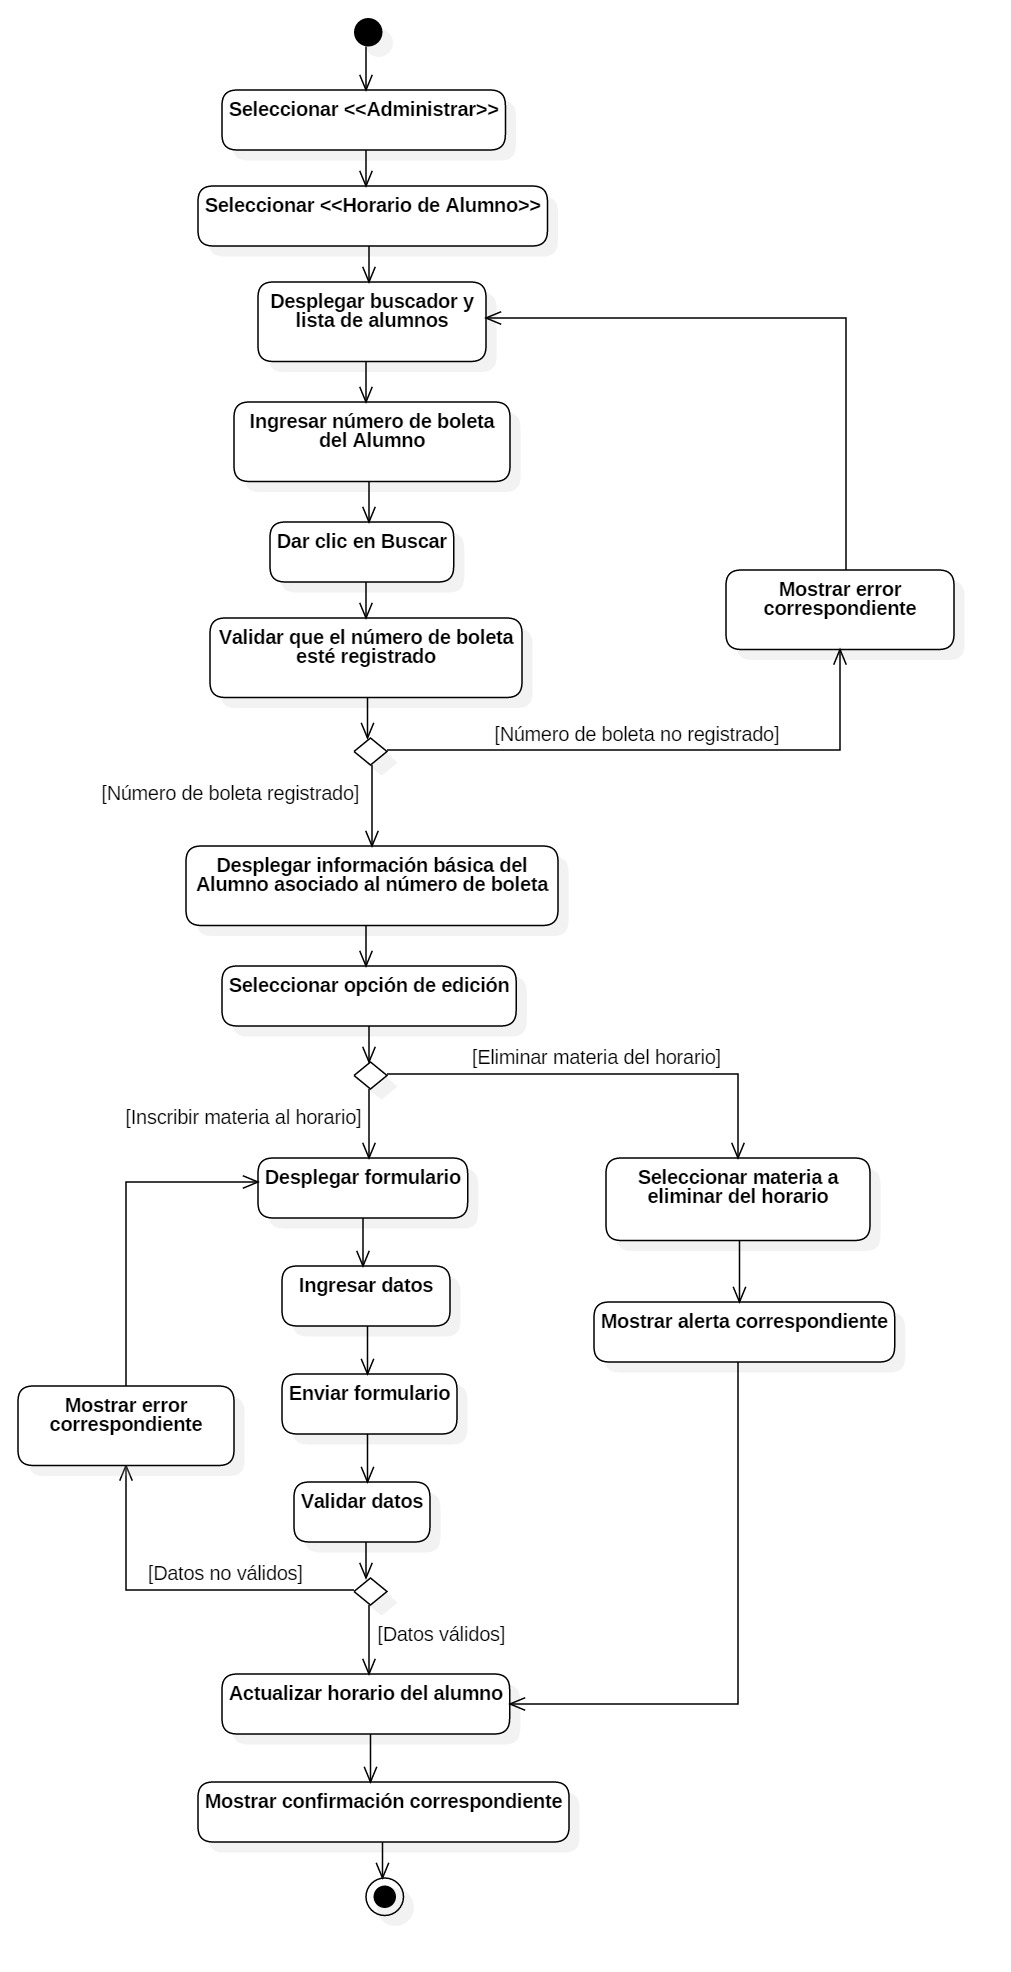 Seleccionar <<Administrar>>
Seleccionar <<Horario de Alumno>>
Desplegar buscador y
lista de alumnos
Ingresar número de boleta
del Alumno
Dar clic en Buscar
Mostrar error
correspondiente
Validar que el número de boleta
esté registrado
[Número de boleta no registrado]
[Número de boleta registrado]
Desplegar información básica del
Alumno asociado al número de boleta
Seleccionar opción de edición
[Eliminar materia del horario]
[Inscribir materia al horario]
Desplegar formulario
Seleccionar materia a
eliminar del horario
Ingresar datos
Mostrar alerta correspondiente
Enviar formulario
Mostrar error
correspondiente
Validar datos
[Datos no válidos]
[Datos válidos]
Actualizar horario del alumno
Mostrar confirmación correspondiente